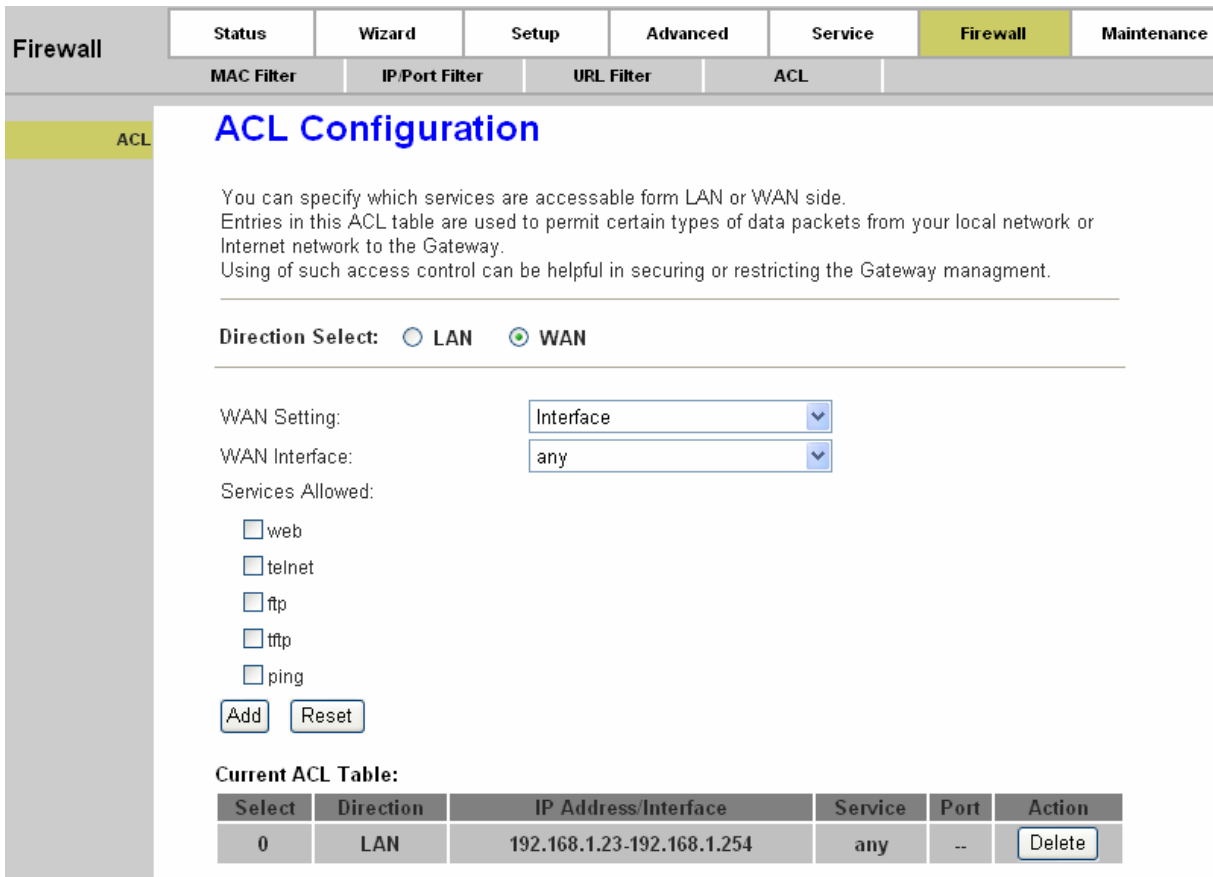 Firewall
Status Wizard Setup Advanced Service Firewall Maintenance
MAC Filter IP/Port Filter URL Filter ACL
ACL
ACL Configuration
You can specify which services are accessable form LAN or WAN side.
Entries in this ACL table are used to permit certain types of data packets from your local network or
Internet network to the Gateway.
Using of such access control can be helpful in securing or restricting the Gateway managment.
Direction Select: LAN WAN
WAN Setting: Interface
WAN Interface: any
Services Allowed:
web
telnet
ftp
tftp
ping
Add Reset
Current ACL Table:
Select Direction IP Address/Interface Service Port Action
0 LAN 192.168.1.23-192.168.1.254 any -- Delete